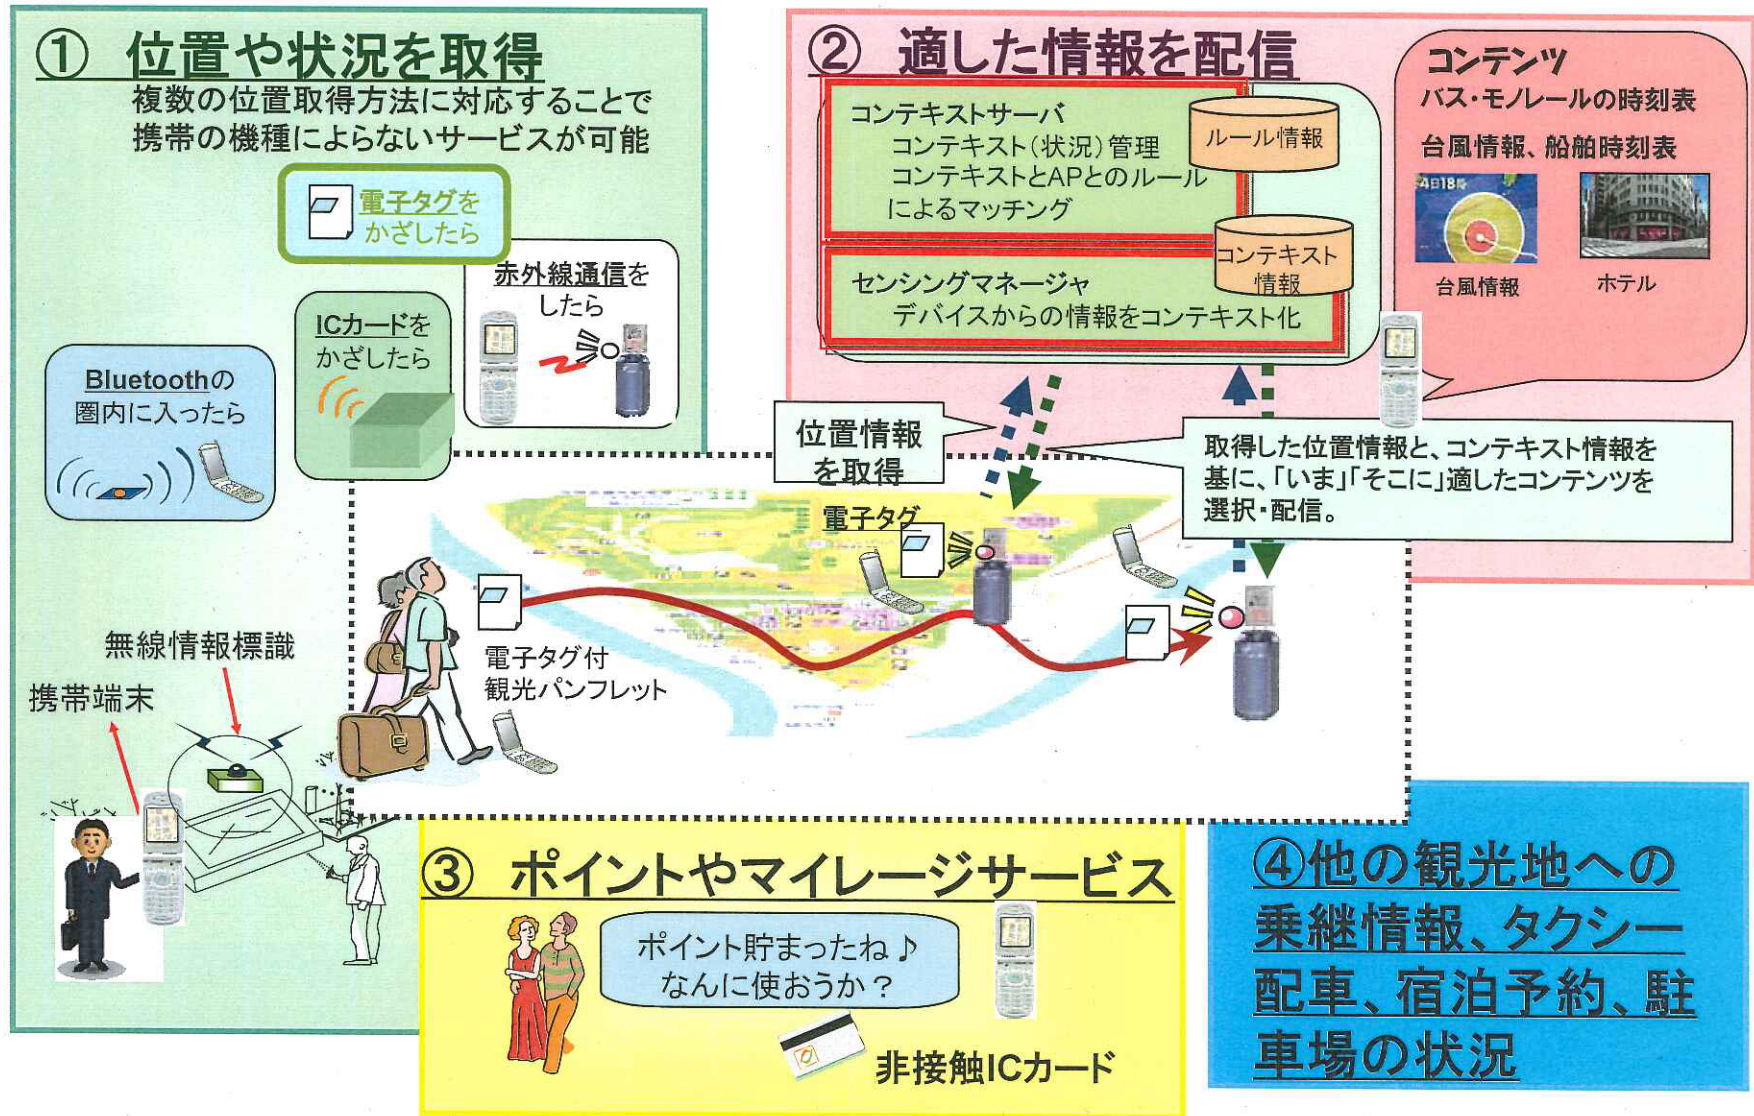 ① 位置や状況を取得
複数の位置取得方法に対応することで
携帯の機種によらないサービスが可能
電子タグを
かざしたら
赤外線通信を
したら
ICカードを
かざしたら
Bluetoothの
圏内に入ったら
無線情報標識
携帯端末
② 適した情報を配信
コンテキストサーバ
コンテキスト(状況)管理
コンテキストとAPとのルール
によるマッチング
ルール情報
コンテキスト
情報
センシングマネージャ
デバイスからの情報をコンテキスト化
コンテンツ
バス・モノレールの時刻表
台風情報、船舶時刻表
4日18時
台風情報
ホテル
位置情報
を取得
取得した位置情報と、コンテキスト情報を
基に、「いま」「そこに」適したコンテンツを
選択・配信。
電子タグ
電子タグ付
観光パンフレット
③ ポイントやマイレージサービス
ポイント貯まったね♪
なんに使おうか?
非接触ICカード
④他の観光地への
乗継情報、タクシー
配車、宿泊予約、駐
車場の状況